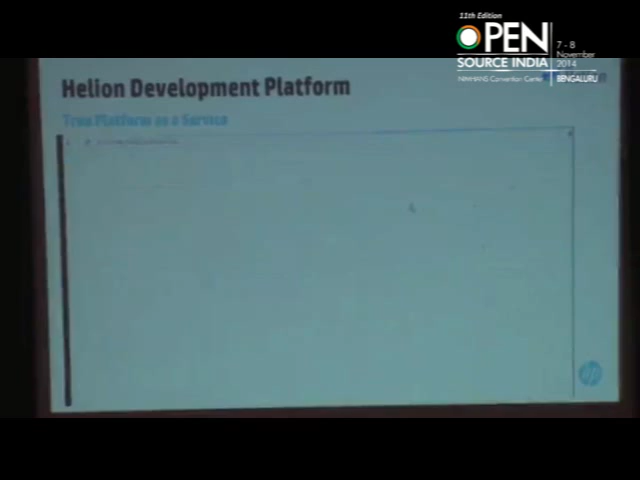 11th Edition
OPEN
SOURCE INDIA
NIMHANS Convention Center
7 - 8
November
2014
BENGALURU
Helion Development Platform
True Platform as a Service
hp